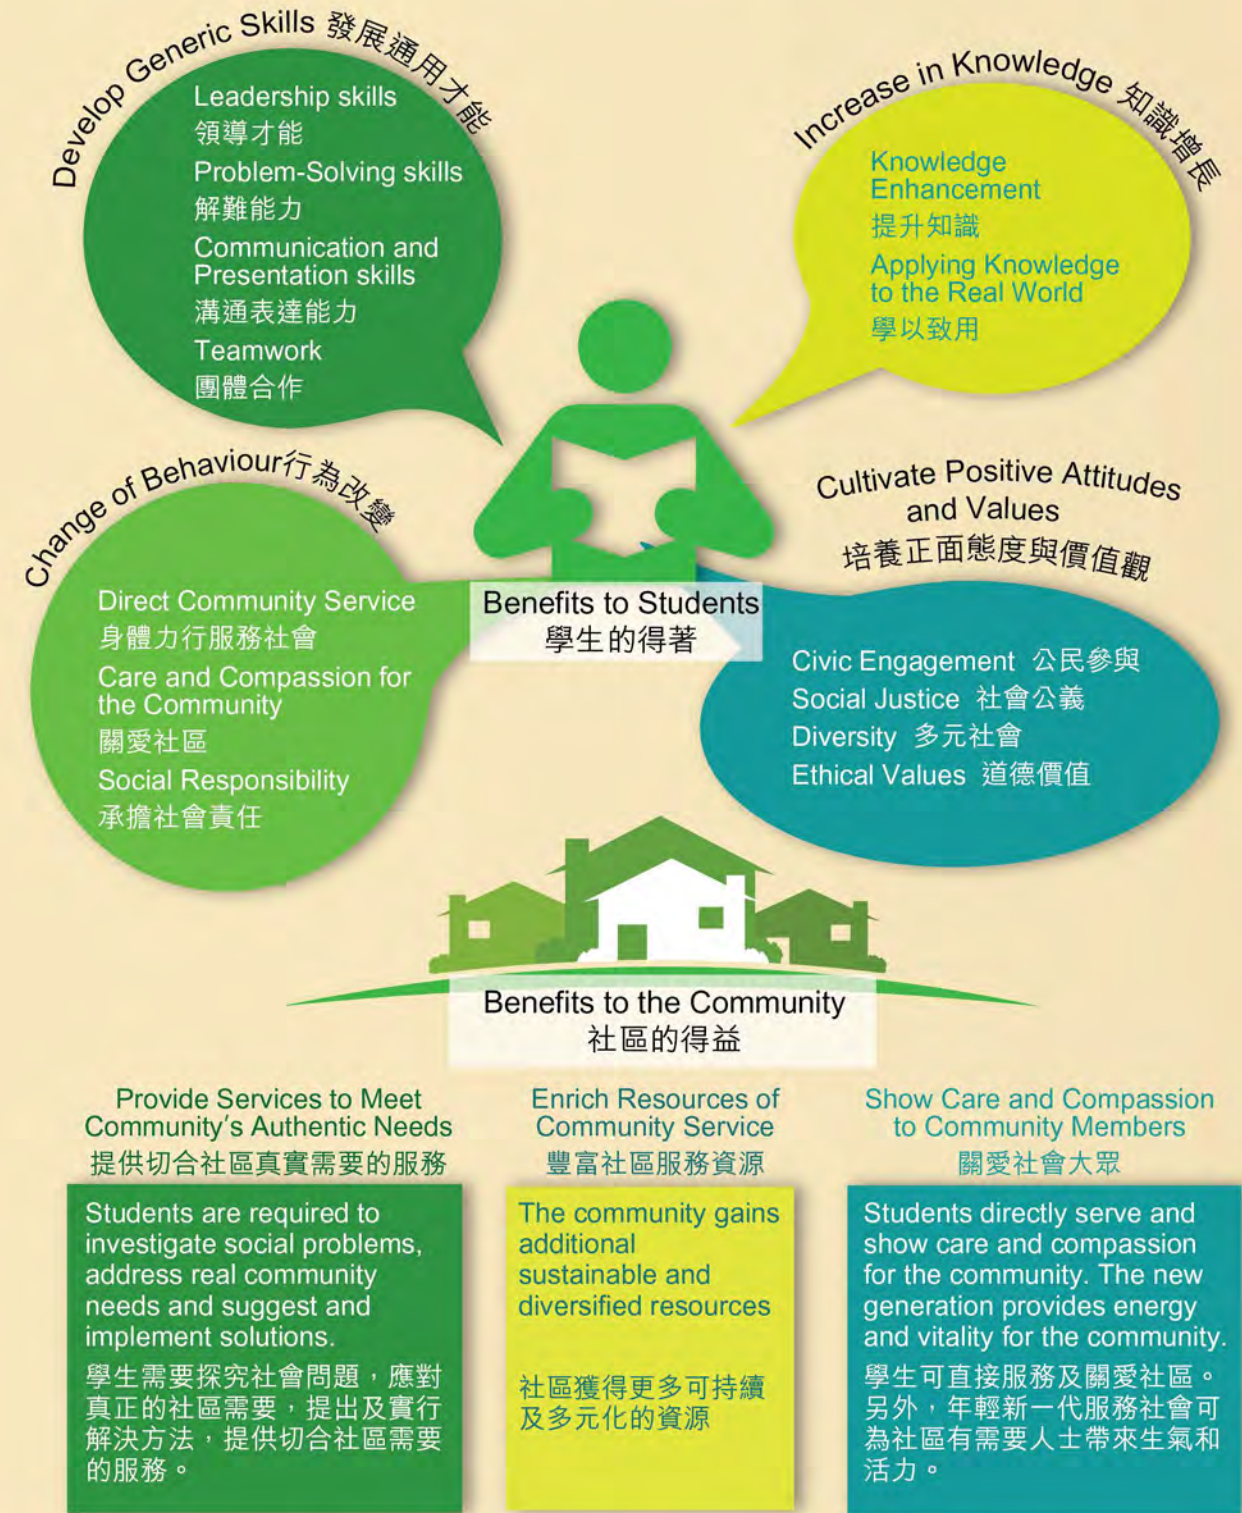 Develop Generic Skills 發展通用才能
Leadership skills
領導才能
Problem-Solving skills
解難能力
Communication and
Presentation skills
溝通表達能力
Teamwork
團體合作
Increase in Knowledge 知識增長
Knowledge
Enhancement
提升知識
Applying Knowledge
to the Real World
學以致用
Change of Behaviour行為改變
Direct Community Service
身體力行服務社會
Care and Compassion for
the Community
關愛社區
Social Responsibility
承擔社會責任
Benefits to Students
學生的得著
Cultivate Positive Attitudes
and Values
培養正面態度與價值觀
Civic Engagement 公民參與
Social Justice 社會公義
Diversity 多元社會
Ethical Values 道德價值
Benefits to the Community
社區的得益
Provide Services to Meet
Community's Authentic Needs
提供切合社區真實需要的服務
Students are required to
investigate social problems,
address real community
needs and suggest and
implement solutions.
學生需要探究社會問題，應對
真正的社區需要，提出及實行
解決方法，提供切合社區需要
的服務。
Enrich Resources of
Community Service
豐富社區服務資源
The community gains
additional
sustainable and
diversified resources
社區獲得更多可持續
及多元化的資源
Show Care and Compassion
to Community Members
關愛社會大眾
Students directly serve and
show care and compassion
for the community. The new
generation provides energy
and vitality for the community.
學生可直接服務及關愛社區。
另外，年輕新一代服務社會可
為社區有需要人士帶來生氣和
活力。